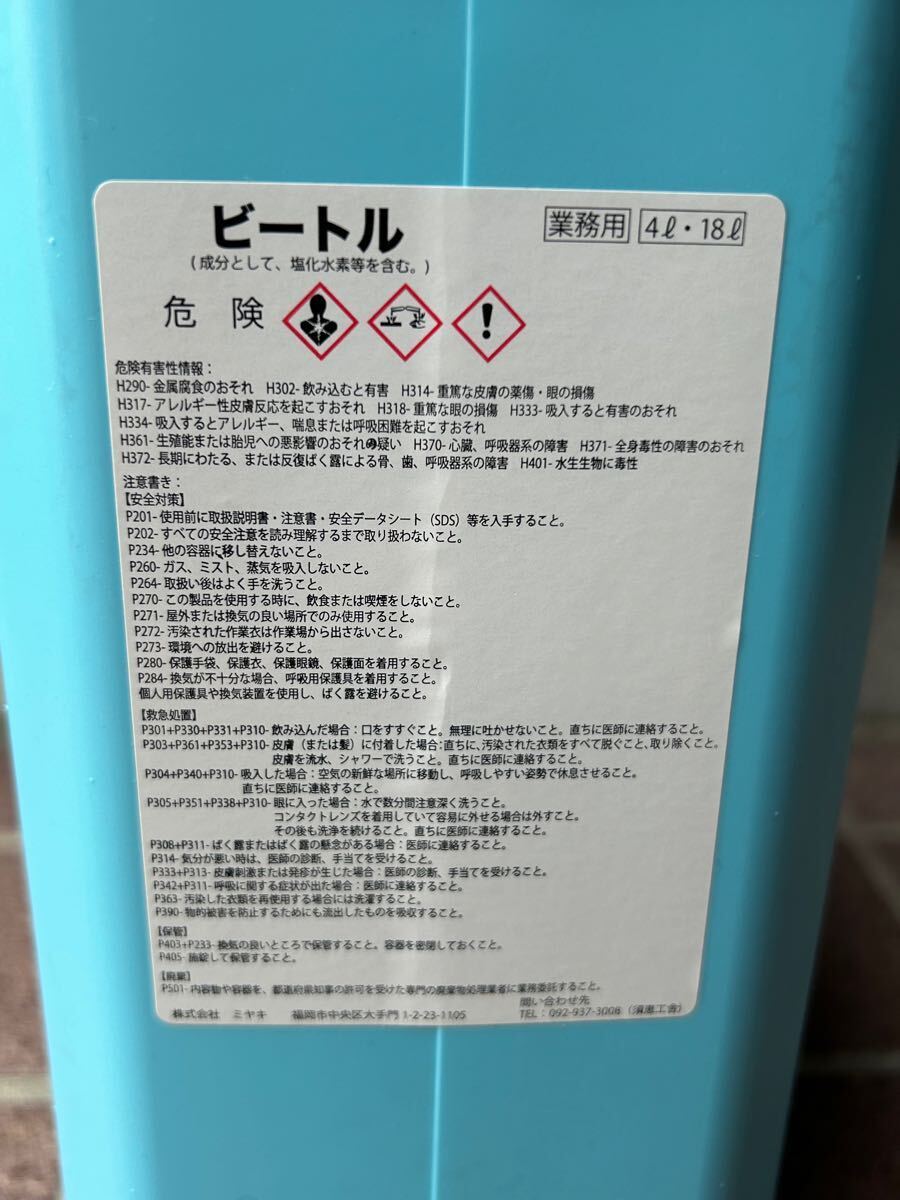 ビートル
業務用 4ℓ・18ℓ
(成分として、塩化水素等を含む。)
危 険
危険有害性情報：
H290- 金属腐食のおそれ H302- 飲み込むと有害 H314- 重篤な皮膚の薬傷・眼の損傷
H317- アレルギー性皮膚反応を起こすおそれ H318- 重篤な眼の損傷 H333- 吸入すると有害のおそれ
H334- 吸入するとアレルギー、喘息または呼吸困難を起こすおそれ
H361- 生殖能または胎児への悪影響のおそれの疑い H370- 心臓、呼吸器系の障害 H371- 全身毒性の障害のおそれ
H372- 長期にわたる、または反復ばく露による骨、歯、呼吸器系の障害 H401- 水生生物に毒性
注意書き：
【安全対策】
P201- 使用前に取扱説明書・注意書・安全データシート（SDS）等を入手すること。
P202- すべての安全注意を読み理解するまで取り扱わないこと。
P234- 他の容器に移し替えないこと。
P260- ガス、ミスト、蒸気を吸入しないこと。
P264- 取扱い後はよく手を洗うこと。
P270- この製品を使用する時に、飲食または喫煙をしないこと。
P271- 屋外または換気の良い場所でのみ使用すること。
P272- 汚染された作業衣は作業場から出さないこと。
P273- 環境への放出を避けること。
P280- 保護手袋、保護衣、保護眼鏡、保護面を着用すること。
P284- 換気が不十分な場合、呼吸用保護具を着用すること。
個人用保護具や換気装置を使用し、ばく露を避けること。
【救急処置】
P301+P330+P331+P310- 飲み込んだ場合：口をすすぐこと。無理に吐かせないこと。直ちに医師に連絡すること。
P303+P361+P353+P310- 皮膚（または髪）に付着した場合：直ちに、汚染された衣類をすべて脱ぐこと、取り除くこと。
皮膚を流水、シャワーで洗うこと。直ちに医師に連絡すること。
P304+P340+P310- 吸入した場合：空気の新鮮な場所に移動し、呼吸しやすい姿勢で休息させること。
直ちに医師に連絡すること。
P305+P351+P338+P310- 眼に入った場合：水で数分間注意深く洗うこと。
コンタクトレンズを着用していて容易に外せる場合は外すこと。
その後も洗浄を続けること。直ちに医師に連絡すること。
P308+P311- ばく露またはばく露の懸念がある場合：医師に連絡すること。
P314- 気分が悪い時は、医師の診断、手当てを受けること。
P333+P313- 皮膚刺激または発疹が生じた場合：医師の診断、手当てを受けること。
P342+P311- 呼吸に関する症状が出た場合：医師に連絡すること。
P363- 汚染した衣類を再使用する場合には洗濯すること。
P390- 物的被害を防止するためにも流出したものを吸収すること。
【保管】
P403+P233- 換気の良いところで保管すること。容器を密閉しておくこと。
P405- 施錠して保管すること。
【廃棄】
P501- 内容物や容器を、都道府県知事の許可を受けた専門の廃棄物処理業者に業務委託すること。
問い合わせ先
株式会社 ミヤキ 福岡市中央区大手門 1-2-23-1105 TEL：092-937-3008（須恵工舎）